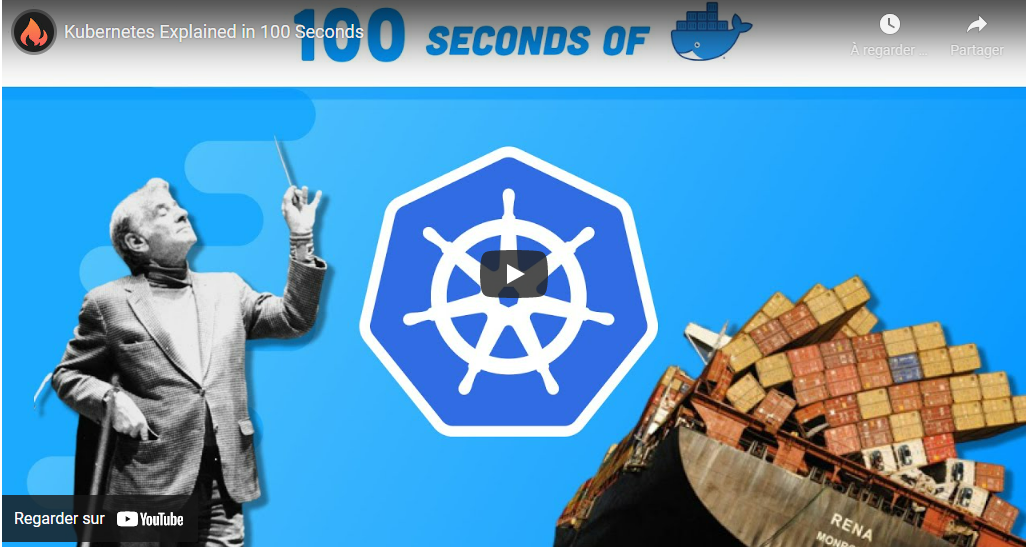 Kubernetes Explained in 100 Seconds
100 SECONDS OF
À regarder ...
Partager
RENA
Regarder sur YouTube